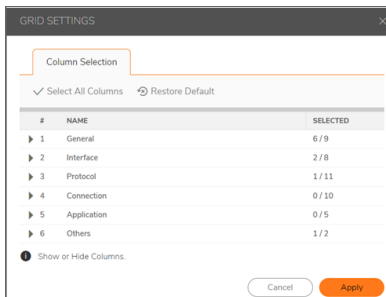 GRID SETTINGS
Column Selection
Select All Columns Restore Default
# NAME SELECTED
1 General 6 / 9
2 Interface 2 / 8
3 Protocol 1 / 11
4 Connection 0 / 10
5 Application 0 / 5
6 Others 1 / 2
Show or Hide Columns.
Cancel Apply